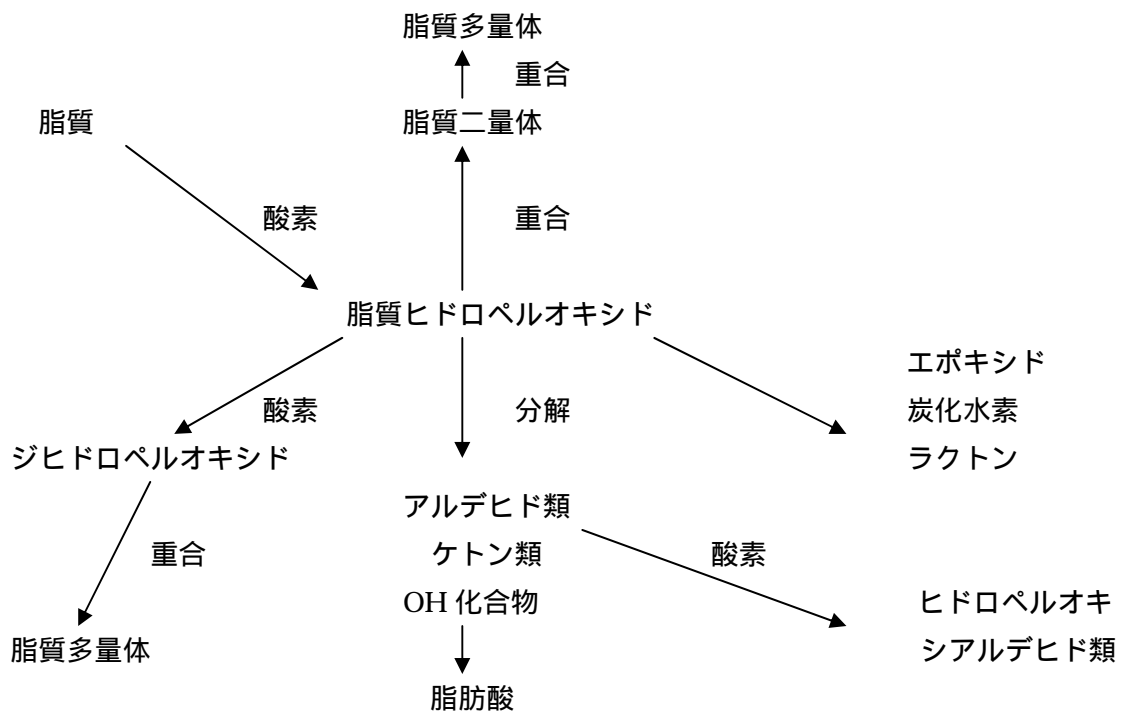 脂質多量体
重合
脂質
脂質二量体
酸素
重合
脂質ヒドロペルオキシド
エポキシド
酸素
分解
炭化水素
ジヒドロペルオキシド
ラクトン
アルデヒド類
重合
ケトン類
酸素
OH 化合物
ヒドロペルオキ
脂質多量体
シアルデヒド類
脂肪酸